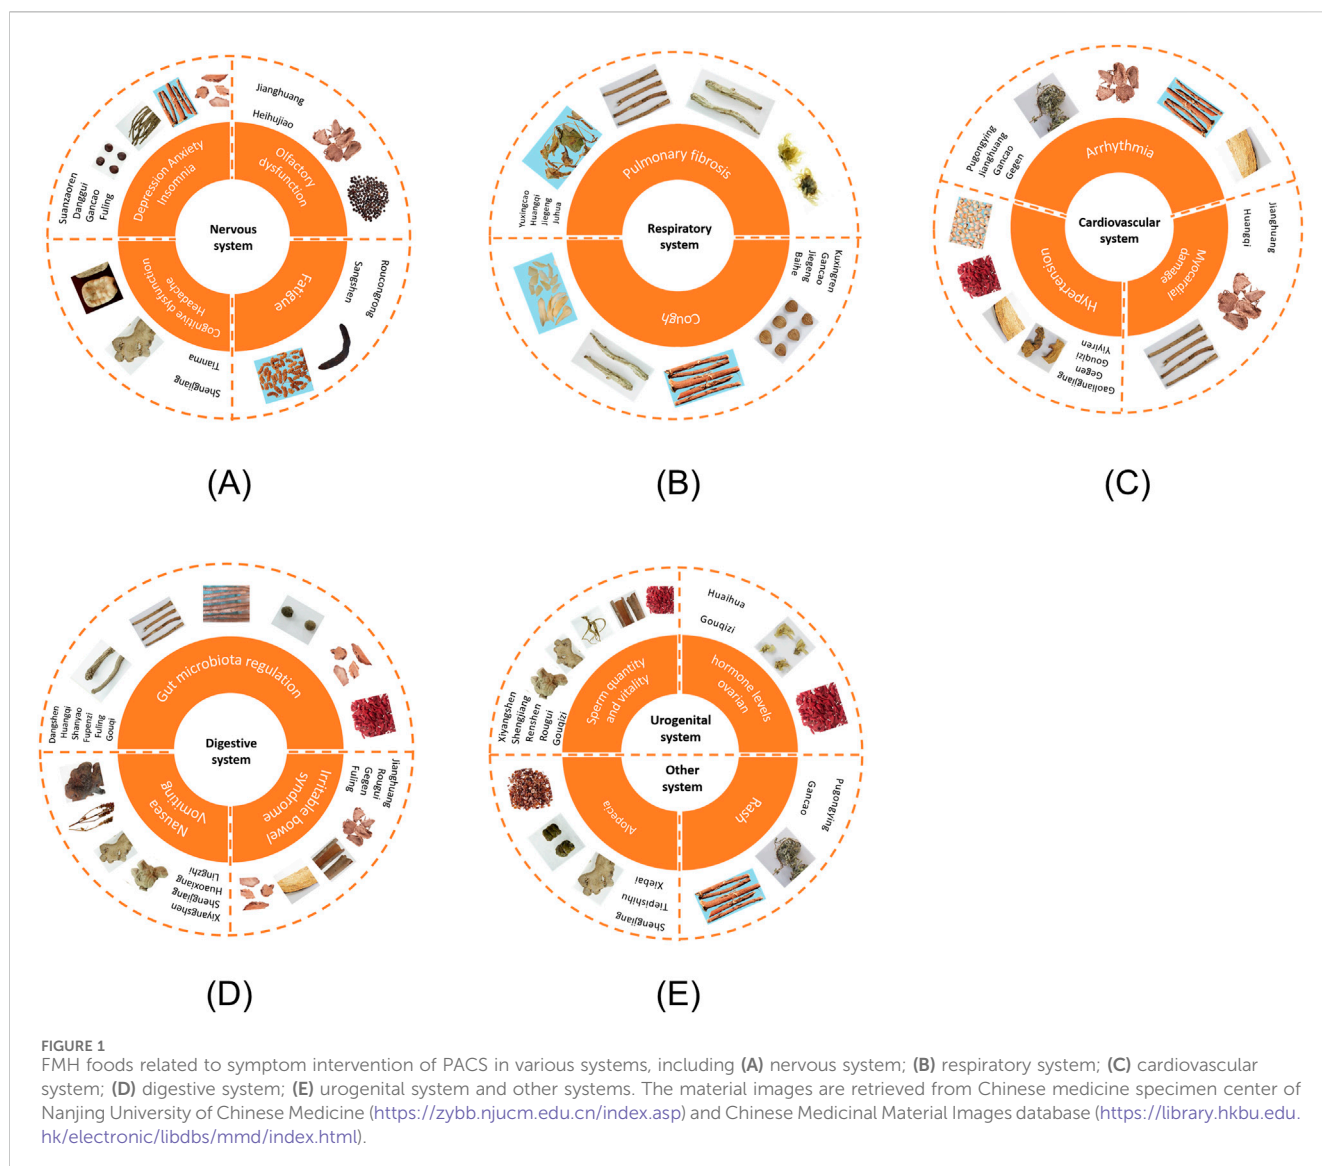 Jianghuang
Heihujiao
Olfactory
dysfunction
Depression Anxiety
Insomnia
Suanzaoren
Danggui
Gancao
Fuling
Nervous
system
Cognitive dysfunction
Headache
Tianma
Shengjiang
Fatigue
Roucongrong
Sangshen
(A)
Pulmonary fibrosis
Yuxingcao
Huangqi
Jiegeng
Juhua
Respiratory
system
Cough
Kuxingren
Gancao
Jiegeng
Baihe
(B)
Arrhythmia
Pugongying
Jianghuang
Gancao
Gegen
Cardiovascular
system
Hypertension
Yiyiren
Gouqizi
Gegen
Gaoliangjiang
Myocardial
damage
Jianghuang
Huangqi
(C)
Gut microbiota regulation
Dangshen
Huangqi
Shanyao
Fupenzi
Fuling
Gouqi
Digestive
system
Nausea
Vomiting
Lingzhi
Huaoxiang
Shengjiang
Xiyangshen
Irritable bowel
syndrome
Jianghuang
Rougui
Gegen
Fuling
(D)
Huaihua
Gouqizi
hormone levels
ovarian
Sperm quantity
and vitality
Xiyangshen
Shengjiang
Renshen
Rougui
Gouqizi
Urogenital
system
Other
system
Alopecia
Xiebai
Tiepishihu
Shengjiang
Rash
Pugongying
Gancao
(E)
FIGURE 1
FMH foods related to symptom intervention of PACS in various systems, including (A) nervous system; (B) respiratory system; (C) cardiovascular
system; (D) digestive system; (E) urogenital system and other systems. The material images are retrieved from Chinese medicine specimen center of
Nanjing University of Chinese Medicine (https://zybb.njucm.edu.cn/index.asp) and Chinese Medicinal Material Images database (https://library.hkbu.edu.
hk/electronic/libdbs/mmd/index.html).